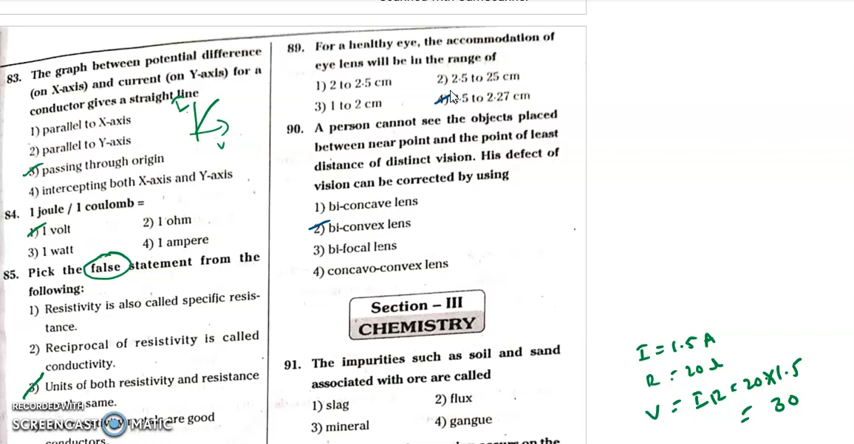 83. The graph between potential difference
(on X-axis) and current (on Y-axis) for a
conductor gives a straight line
1) parallel to X-axis
2) parallel to Y-axis
3) passing through origin
4) intercepting both X-axis and Y-axis
84. 1 joule / 1 coulomb =
1) 1 volt 2) 1 ohm
3) 1 watt 4) 1 ampere
85. Pick the false statement from the
following:
1) Resistivity is also called specific resis-
tance.
2) Reciprocal of resistivity is called
conductivity.
3) Units of both resistivity and resistance
same.
are good
conductors.
RECORDED WITH
SCREENCAST MATIC
89. For a healthy eye, the accommodation of
eye lens will be in the range of
1) 2 to 2·5 cm 2) 2·5 to 25 cm
3) 1 to 2 cm ·5 to 2·27 cm
90. A person cannot see the objects placed
between near point and the point of least
distance of distinct vision. His defect of
vision can be corrected by using
1) bi-concave lens
2) bi-convex lens
3) bi-focal lens
4) concavo-convex lens
Section – III
CHEMISTRY
91. The impurities such as soil and sand
associated with ore are called
1) slag 2) flux
3) mineral 4) gangue
I = 1.5 A
R = 20 Ω
V = IR = 20 × 1.5
= 30